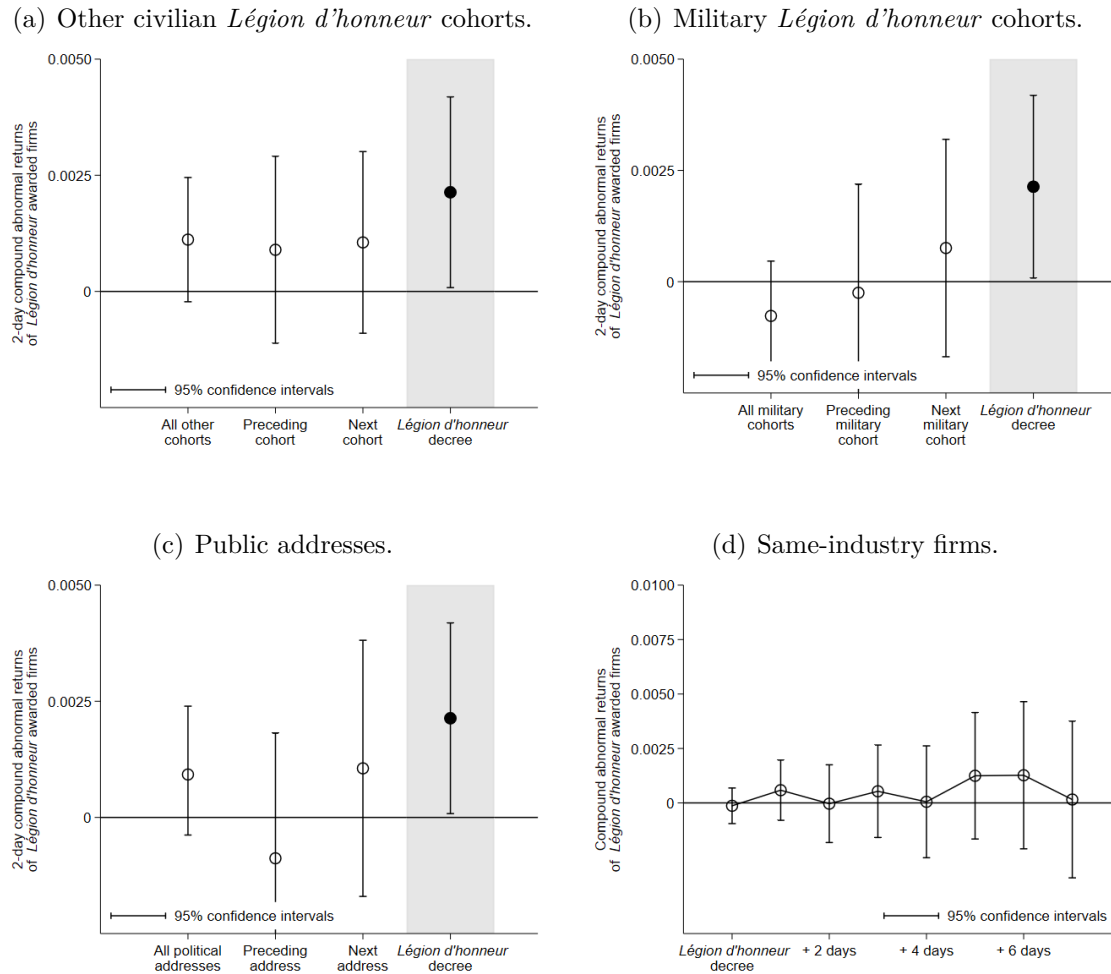 (a) Other civilian Légion d'honneur cohorts.
2-day compound abnormal returns
of Légion d'honneur awarded firms
0.0050
0.0025
0
95% confidence intervals
All other
cohorts
Preceding
cohort
Next
cohort
Légion d'honneur
decree
(b) Military Légion d'honneur cohorts.
2-day compound abnormal returns
of Légion d'honneur awarded firms
0.0050
0.0025
0
95% confidence intervals
All military
cohorts
Preceding
military
cohort
Next
military
cohort
Légion d'honneur
decree
(c) Public addresses.
2-day compound abnormal returns
of Légion d'honneur awarded firms
0.0050
0.0025
0
95% confidence intervals
All political
addresses
Preceding
address
Next
address
Légion d'honneur
decree
(d) Same-industry firms.
Compound abnormal returns
of Légion d'honneur awarded firms
0.0100
0.0075
0.0050
0.0025
0
95% confidence intervals
Légion d'honneur
decree
+ 2 days
+ 4 days
+ 6 days